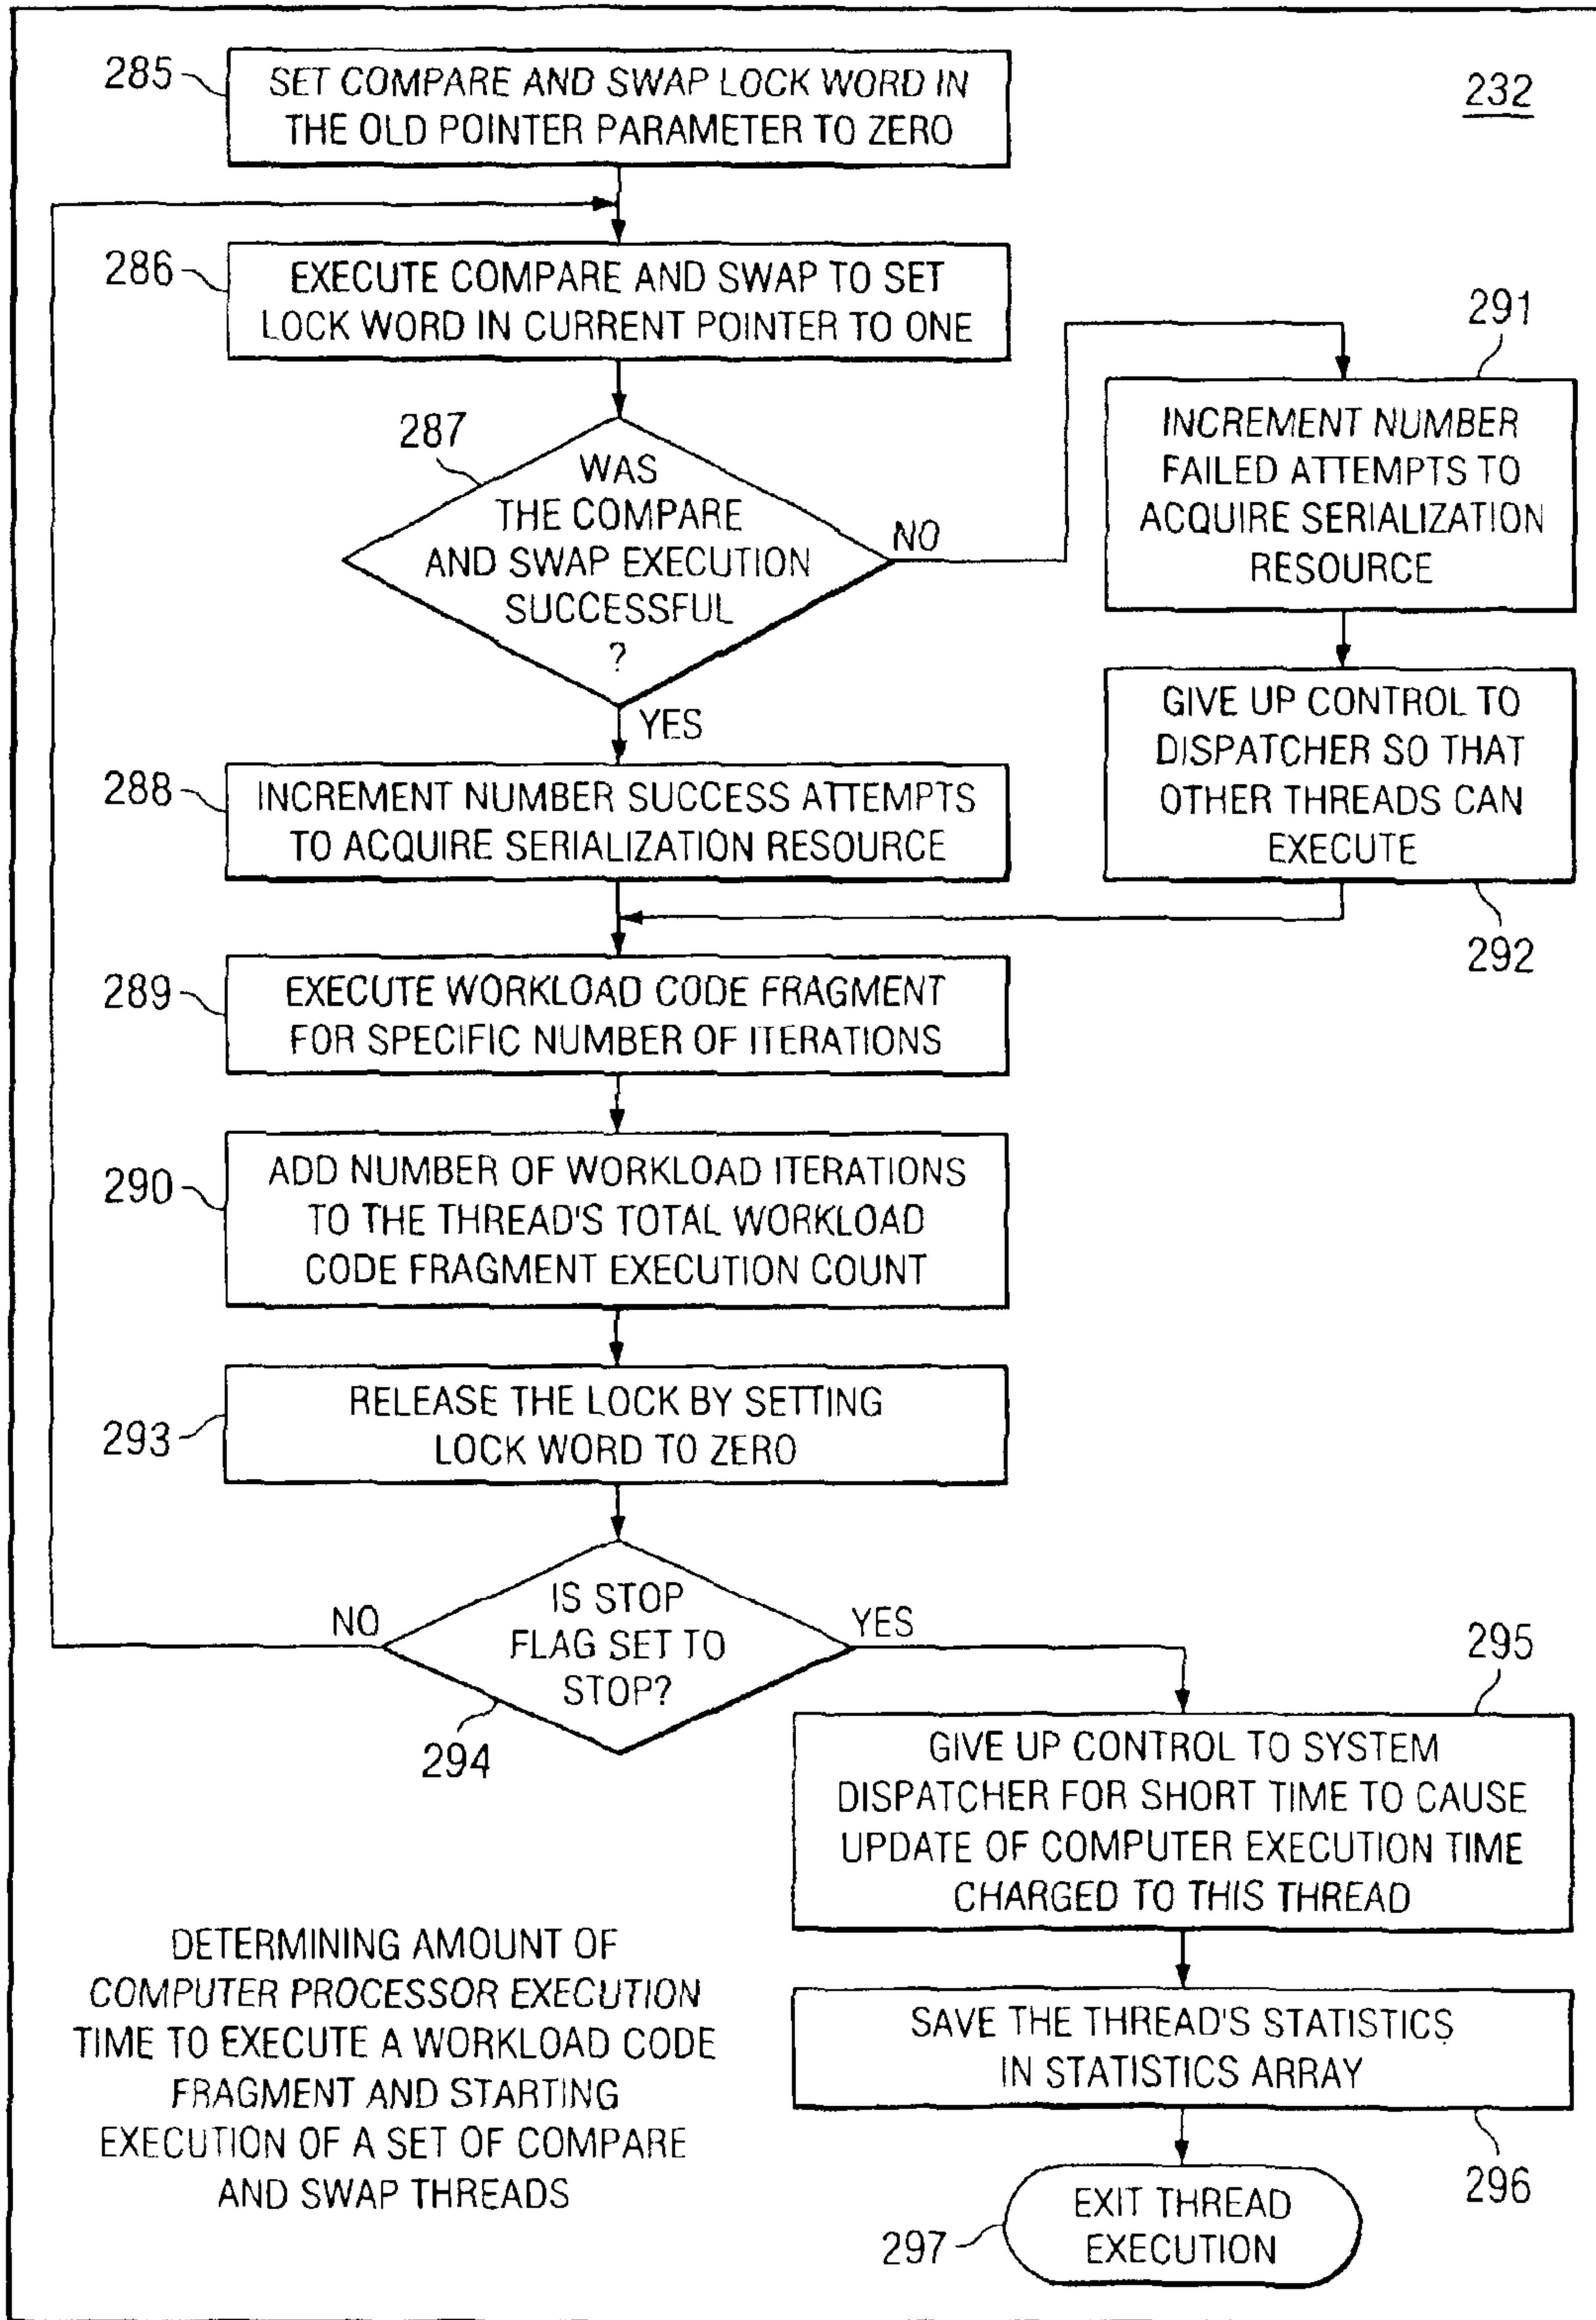 285
SET COMPARE AND SWAP LOCK WORD IN
THE OLD POINTER PARAMETER TO ZERO
232
286
EXECUTE COMPARE AND SWAP TO SET
LOCK WORD IN CURRENT POINTER TO ONE
287
WAS
THE COMPARE
AND SWAP EXECUTION
SUCCESSFUL
?
NO
YES
291
INCREMENT NUMBER
FAILED ATTEMPTS TO
ACQUIRE SERIALIZATION
RESOURCE
GIVE UP CONTROL TO
DISPATCHER SO THAT
OTHER THREADS CAN
EXECUTE
292
288
INCREMENT NUMBER SUCCESS ATTEMPTS
TO ACQUIRE SERIALIZATION RESOURCE
289
EXECUTE WORKLOAD CODE FRAGMENT
FOR SPECIFIC NUMBER OF ITERATIONS
290
ADD NUMBER OF WORKLOAD ITERATIONS
TO THE THREAD'S TOTAL WORKLOAD
CODE FRAGMENT EXECUTION COUNT
293
RELEASE THE LOCK BY SETTING
LOCK WORD TO ZERO
NO
IS STOP
FLAG SET TO
STOP?
YES
294
295
GIVE UP CONTROL TO SYSTEM
DISPATCHER FOR SHORT TIME TO CAUSE
UPDATE OF COMPUTER EXECUTION TIME
CHARGED TO THIS THREAD
SAVE THE THREAD'S STATISTICS
IN STATISTICS ARRAY
296
297
EXIT THREAD
EXECUTION
DETERMINING AMOUNT OF
COMPUTER PROCESSOR EXECUTION
TIME TO EXECUTE A WORKLOAD CODE
FRAGMENT AND STARTING
EXECUTION OF A SET OF COMPARE
AND SWAP THREADS